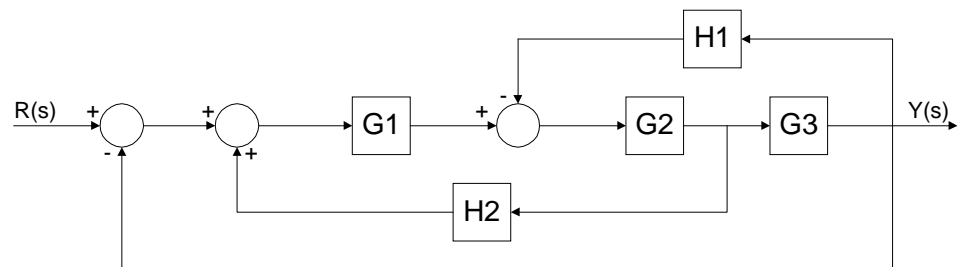 H1
R(s)
+
-
+
+
G1
+
-
G2
G3
Y(s)
H2